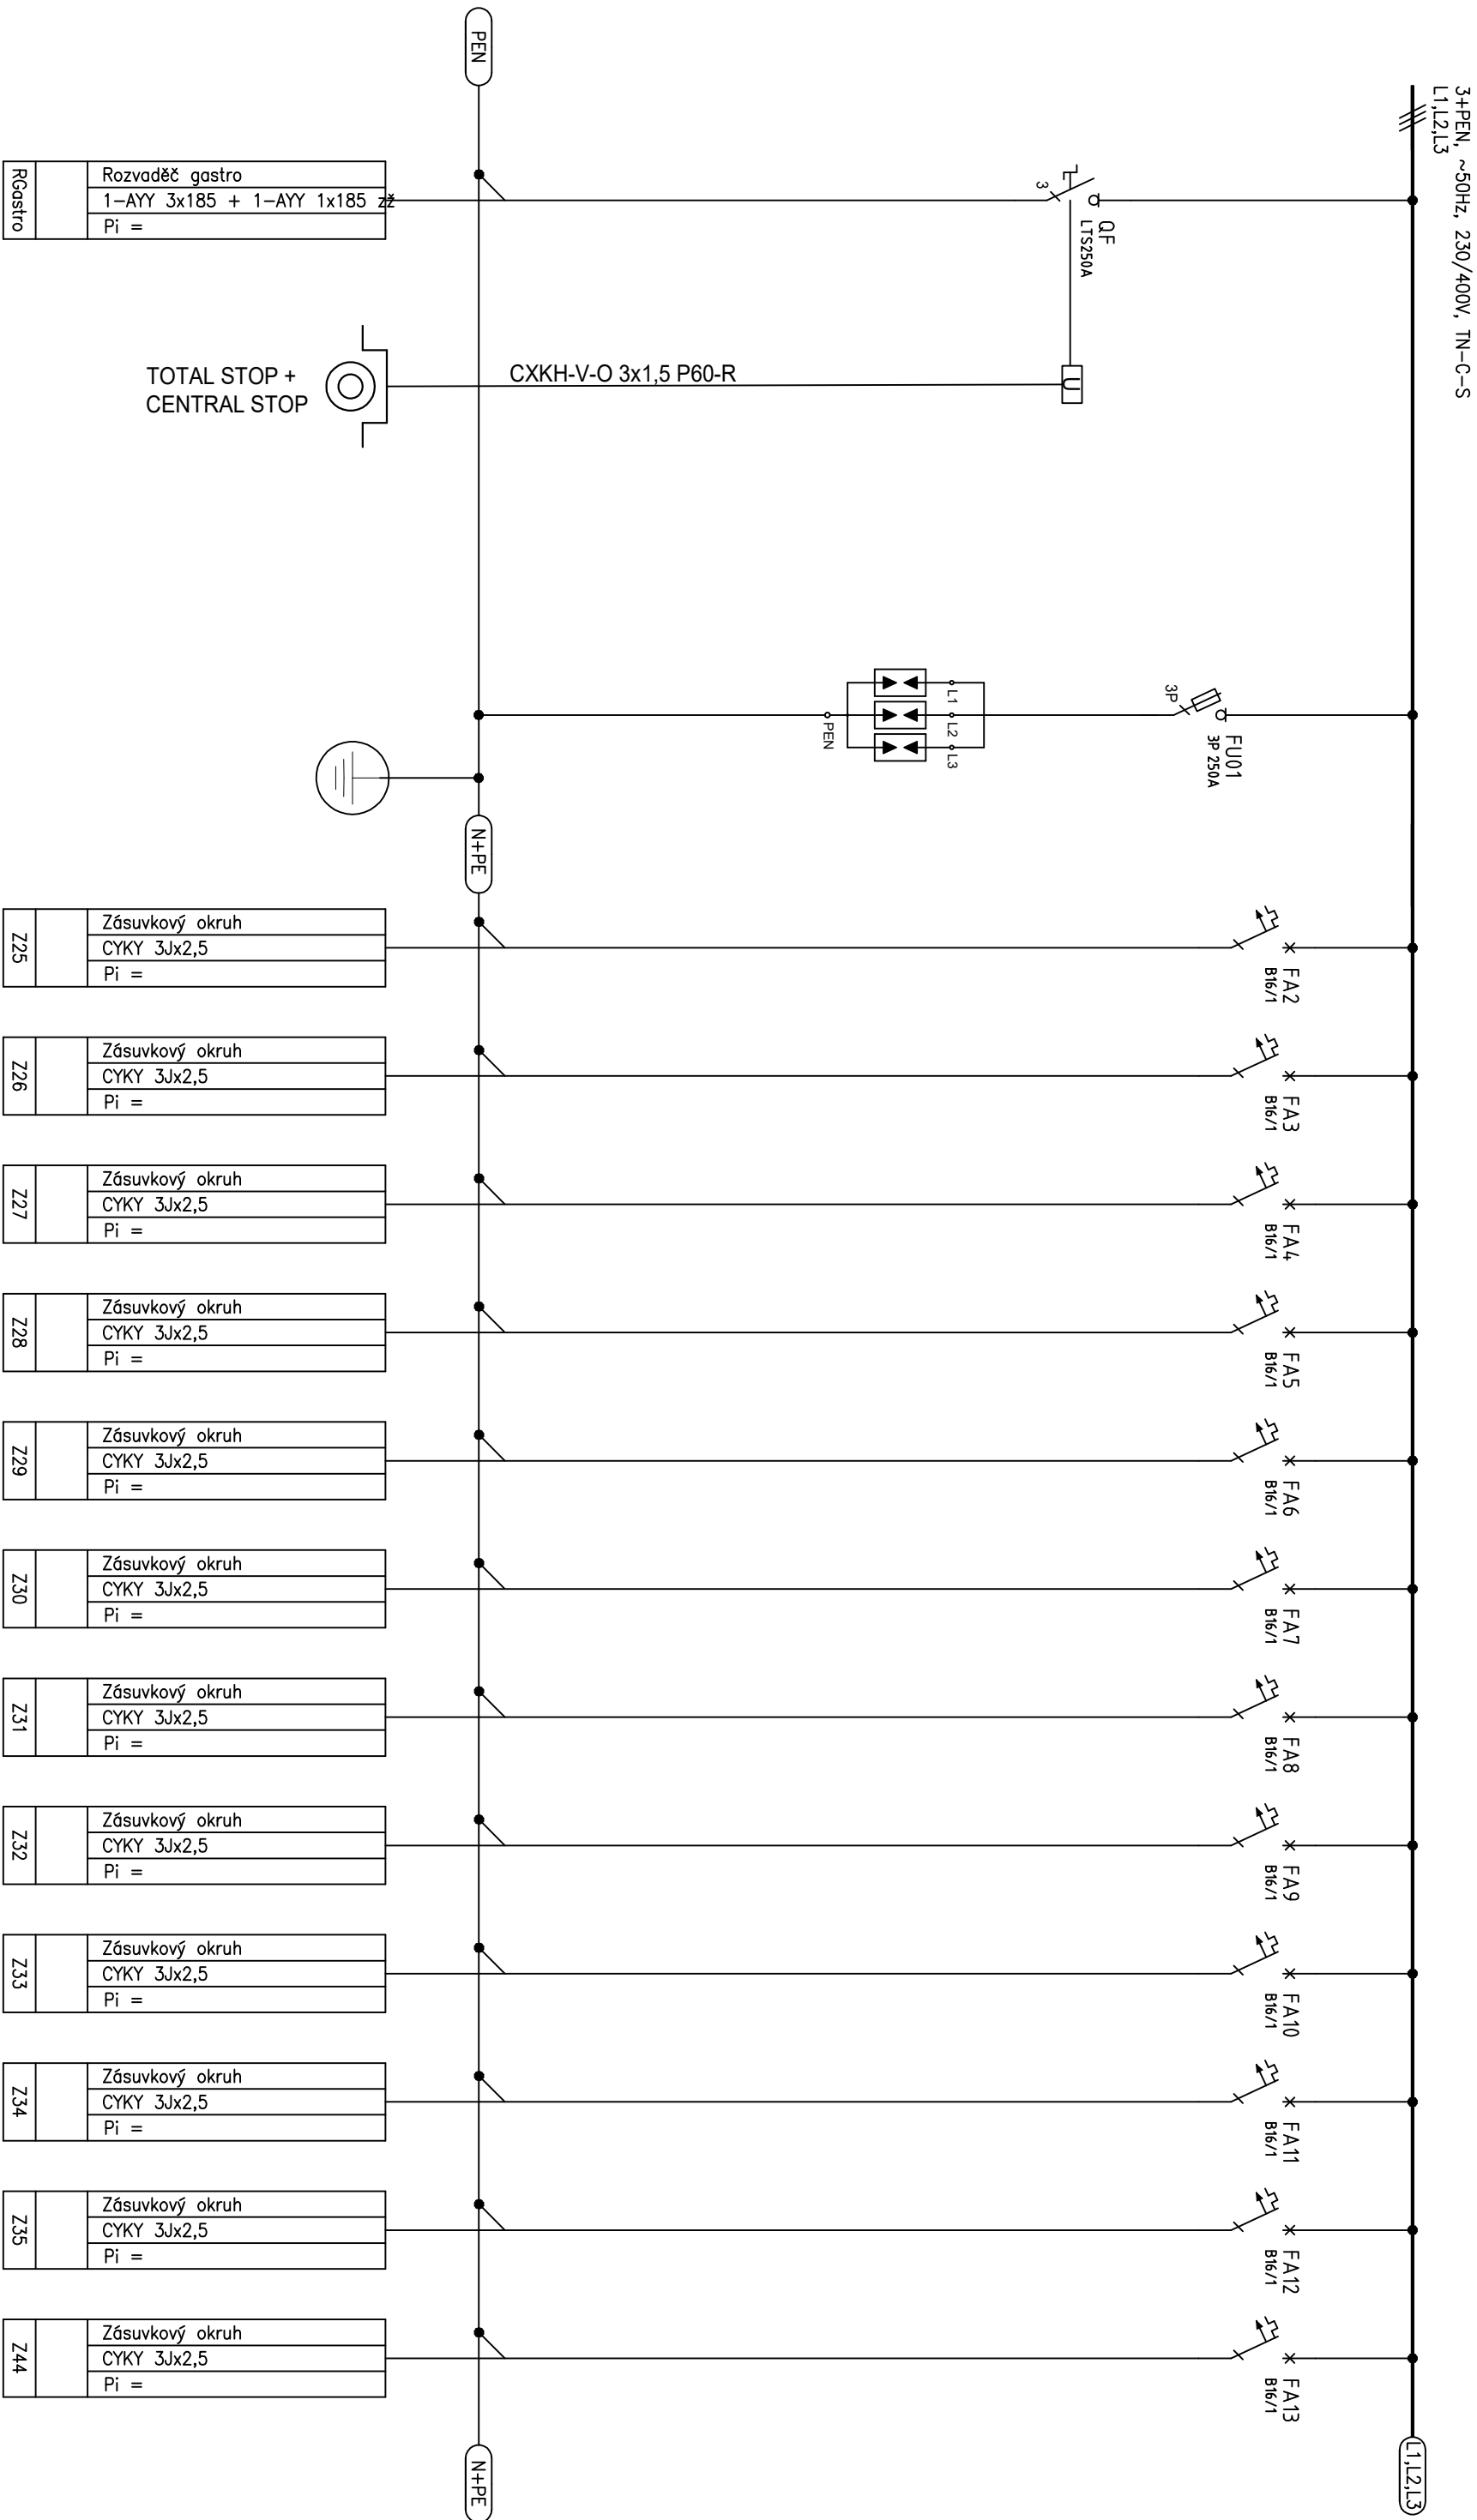 3+PEN, ~50Hz, 230/400V, TN-C-S
L1,L2,L3
PEN
QF
LTS250A
3
U
Rozvaděč gastro
1-AYY 3x185 + 1-AYY 1x185 zž
Pi =
RGastro
CXKH-V-O 3x1,5 P60-R
TOTAL STOP +
CENTRAL STOP
FU01
3P 250A
3P
L1
L2
L3
PEN
N+PE
FA2
B16/1
Zásuvkový okruh
CYKY 3Jx2,5
Pi =
Z25
FA3
B16/1
Zásuvkový okruh
CYKY 3Jx2,5
Pi =
Z26
FA4
B16/1
Zásuvkový okruh
CYKY 3Jx2,5
Pi =
Z27
FA5
B16/1
Zásuvkový okruh
CYKY 3Jx2,5
Pi =
Z28
FA6
B16/1
Zásuvkový okruh
CYKY 3Jx2,5
Pi =
Z29
FA7
B16/1
Zásuvkový okruh
CYKY 3Jx2,5
Pi =
Z30
FA8
B16/1
Zásuvkový okruh
CYKY 3Jx2,5
Pi =
Z31
FA9
B16/1
Zásuvkový okruh
CYKY 3Jx2,5
Pi =
Z32
FA10
B16/1
Zásuvkový okruh
CYKY 3Jx2,5
Pi =
Z33
FA11
B16/1
Zásuvkový okruh
CYKY 3Jx2,5
Pi =
Z34
FA12
B16/1
Zásuvkový okruh
CYKY 3Jx2,5
Pi =
Z35
FA13
B16/1
Zásuvkový okruh
CYKY 3Jx2,5
Pi =
Z44
L1,L2,L3
N+PE